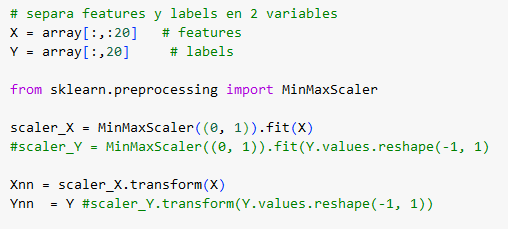 # separa features y labels en 2 variables
X = array[:,:20]   # features
Y = array[:,20]     # labels
from sklearn.preprocessing import MinMaxScaler
scaler_X = MinMaxScaler((0, 1)).fit(X)
#scaler_Y = MinMaxScaler((0, 1)).fit(Y.values.reshape(-1, 1)
Xnn = scaler_X.transform(X)
Ynn  = Y #scaler_Y.transform(Y.values.reshape(-1, 1))